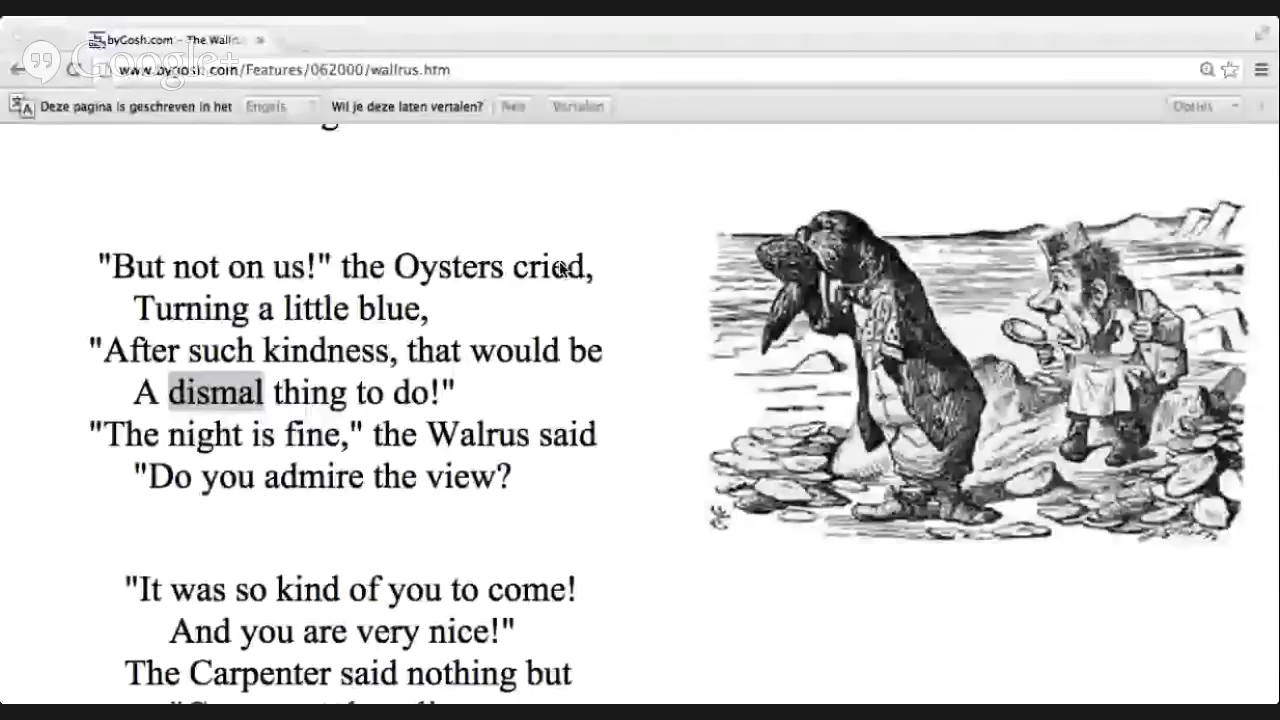 byGosh.com - The Wallr
Google+
www.bygosh.com/Features/062000/wallrus.htm
Deze pagina is geschreven in het Engels Wil je deze laten vertalen? Nee Vertalen Opties
"But not on us!" the Oysters cried,
Turning a little blue,
"After such kindness, that would be
A dismal thing to do!"
"The night is fine," the Walrus said
"Do you admire the view?
"It was so kind of you to come!
And you are very nice!"
The Carpenter said nothing but